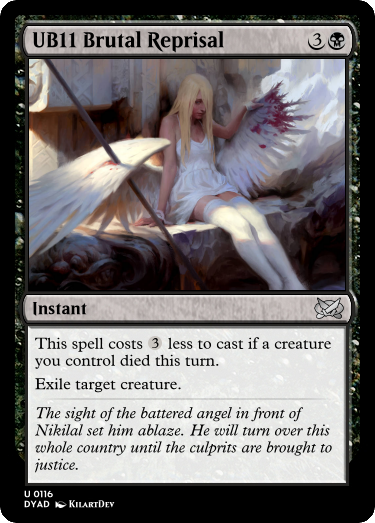 UB11 Brutal Reprisal 3
Instant
This spell costs 3 less to cast if a creature
you control died this turn.
Exile target creature.
The sight of the battered angel in front of
Nikilal set him ablaze. He will turn over this
whole country until the culprits are brought to
justice.
U 0116
DYAD KilartDev